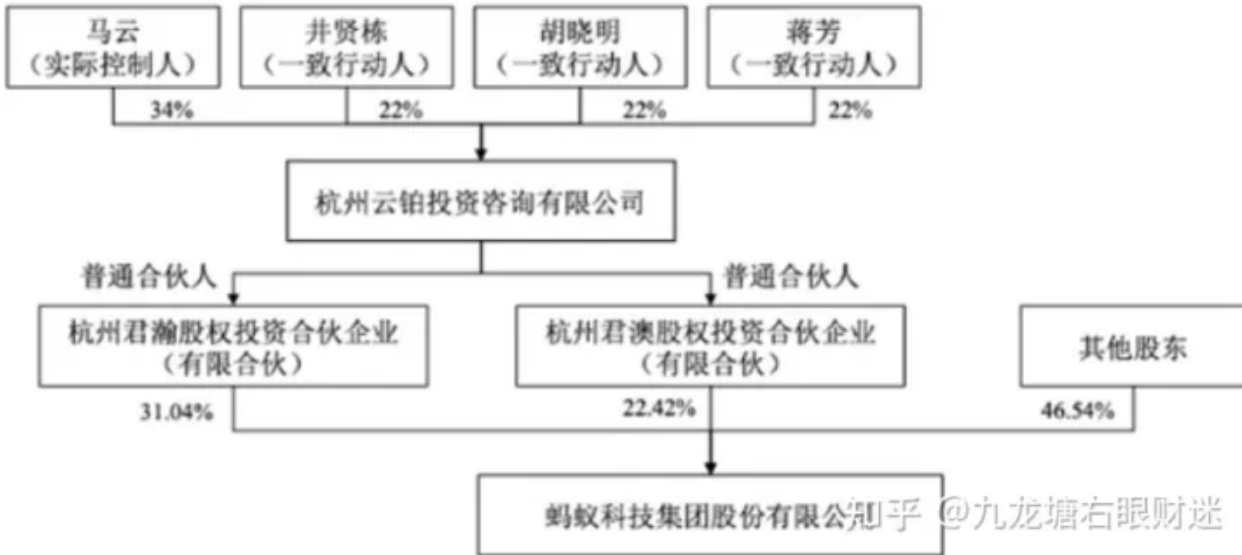 马云
（实际控制人）
井贤栋
（一致行动人）
胡晓明
（一致行动人）
蒋芳
（一致行动人）
34%
22%
22%
22%
杭州云铂投资咨询有限公司
普通合伙人
普通合伙人
杭州君瀚股权投资合伙企业
（有限合伙）
杭州君澳股权投资合伙企业
（有限合伙）
其他股东
31.04%
22.42%
46.54%
蚂蚁科技集团股份有限公司
知乎 @九龙塘右眼财迷